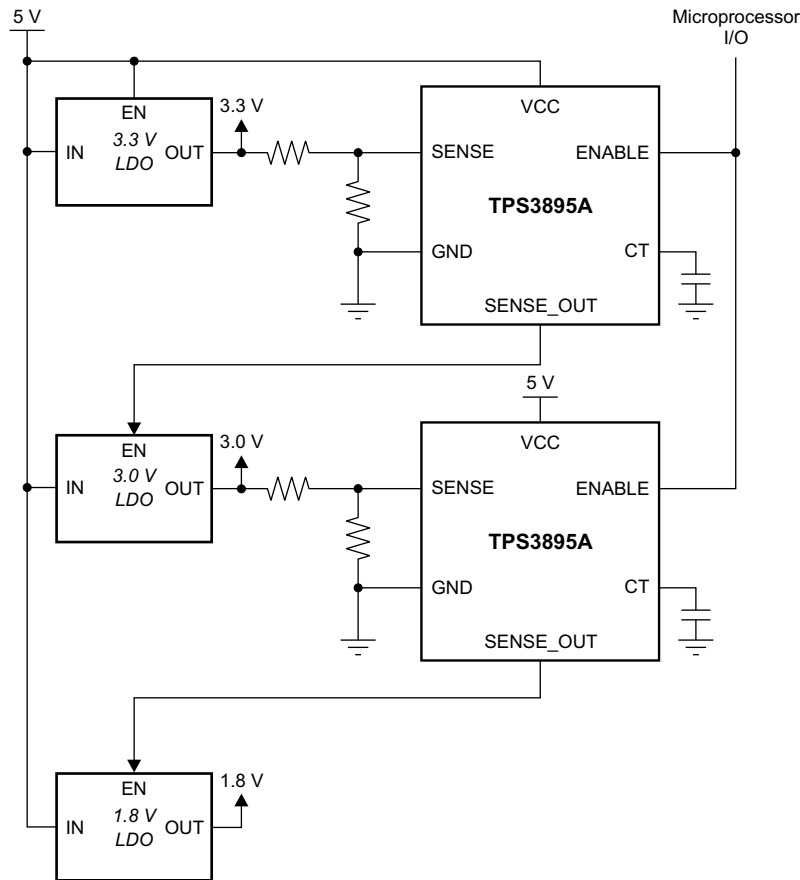 5 V
Microprocessor
I/O
EN
3.3 V
LDO
IN
OUT
3.3 V
VCC
SENSE
ENABLE
TPS3895A
GND
CT
SENSE_OUT
5 V
EN
3.0 V
LDO
IN
OUT
3.0 V
VCC
SENSE
ENABLE
TPS3895A
GND
CT
SENSE_OUT
EN
1.8 V
LDO
IN
OUT
1.8 V